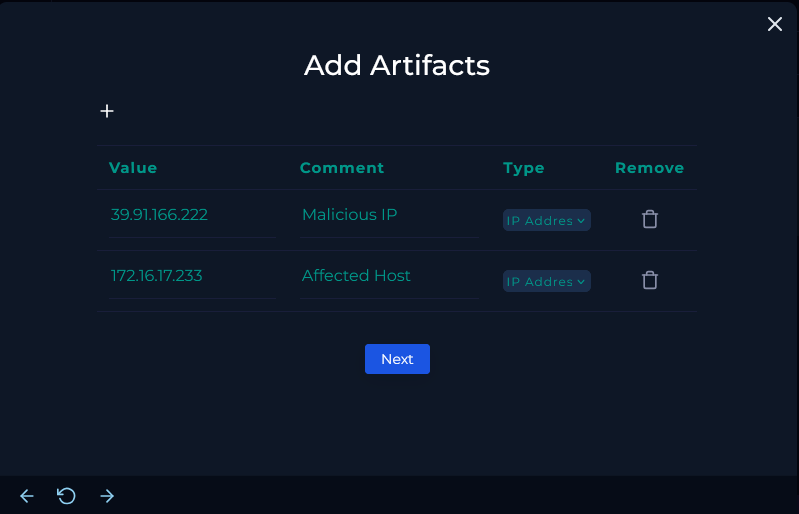 Add Artifacts
Value Comment Type Remove
39.91.166.222 Malicious IP IP Addres
172.16.17.233 Affected Host IP Addres
Next